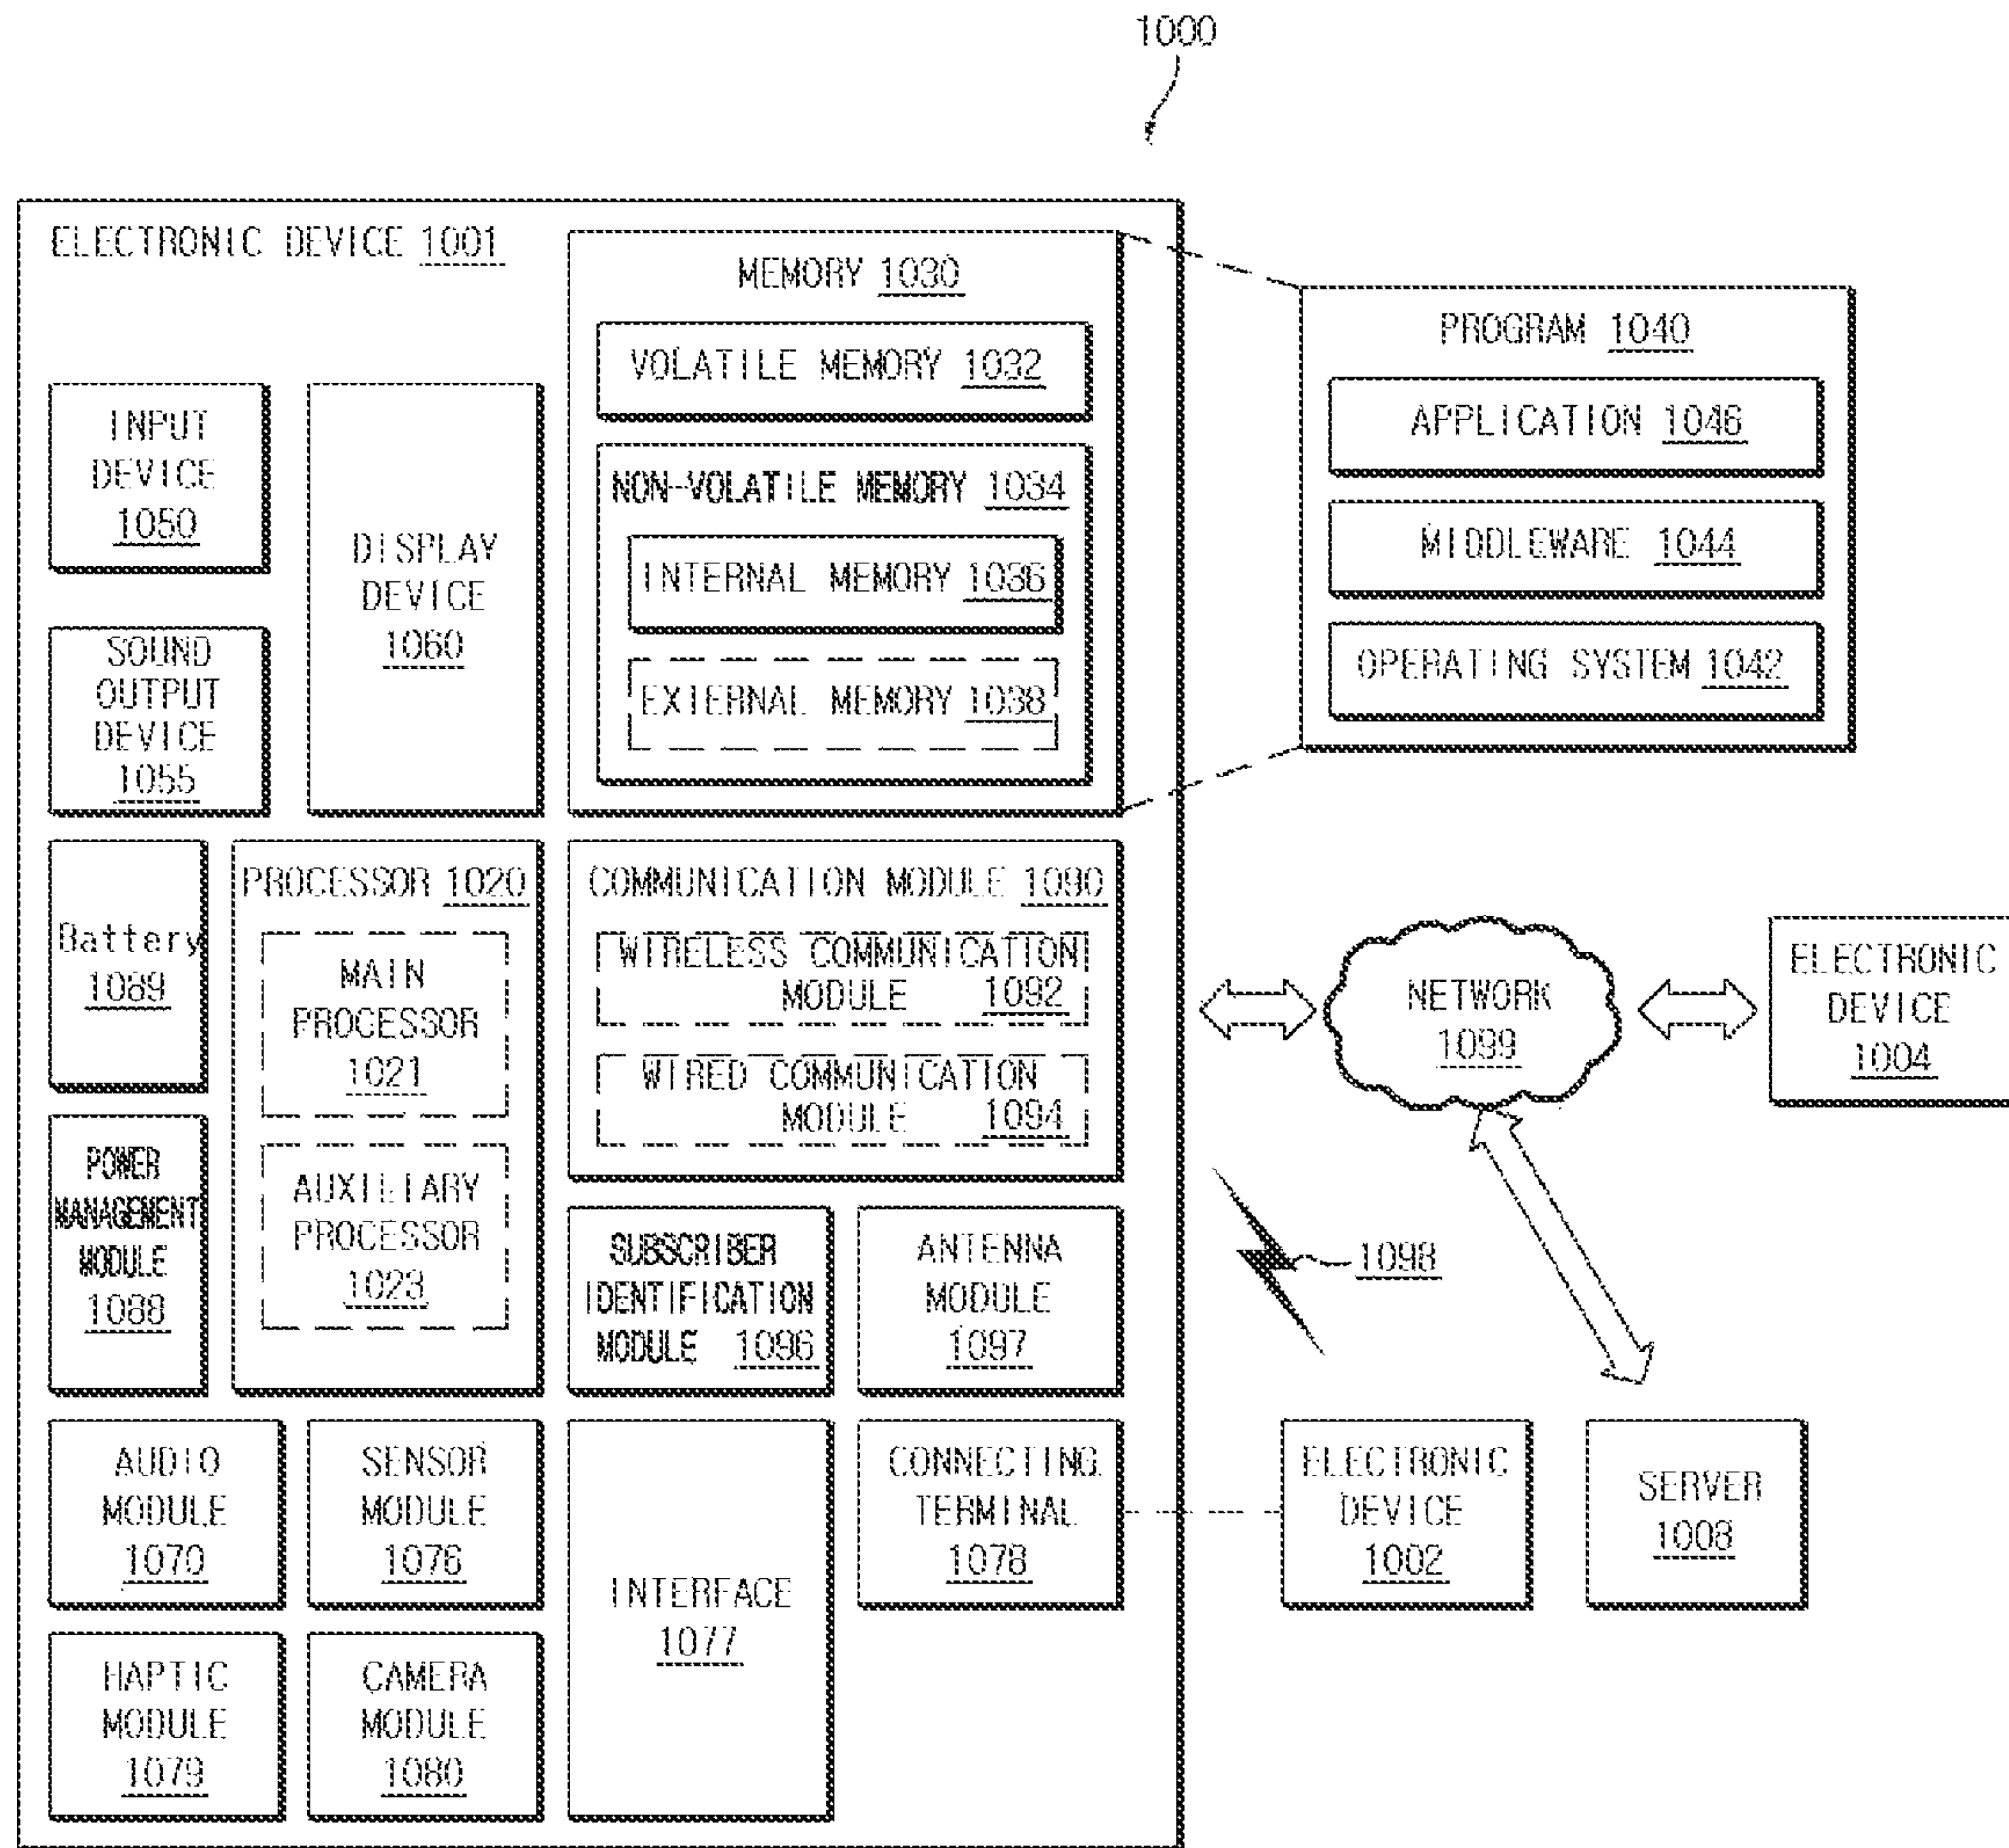 1000
ELECTRONIC DEVICE 1001
MEMORY 1030
VOLATILE MEMORY 1032
NON-VOLATILE MEMORY 1034
INTERNAL MEMORY 1036
EXTERNAL MEMORY 1038
PROGRAM 1040
APPLICATION 1046
MIDDLEWARE 1044
OPERATING SYSTEM 1042
INPUT
DEVICE
1050
SOUND
OUTPUT
DEVICE
1055
DISPLAY
DEVICE
1060
Battery
1089
POWER
MANAGEMENT
MODULE
1088
PROCESSOR 1020
MAIN
PROCESSOR
1021
AUXILIARY
PROCESSOR
1023
COMMUNICATION MODULE 1090
WIRELESS COMMUNICATION
MODULE 1092
WIRED COMMUNICATION
MODULE 1094
SUBSCRIBER
IDENTIFICATION
MODULE 1096
ANTENNA
MODULE
1097
NETWORK
1099
ELECTRONIC
DEVICE
1004
1098
AUDIO
MODULE
1070
SENSOR
MODULE
1076
INTERFACE
1077
CONNECTING
TERMINAL
1078
ELECTRONIC
DEVICE
1002
SERVER
1008
HAPTIC
MODULE
1079
CAMERA
MODULE
1080